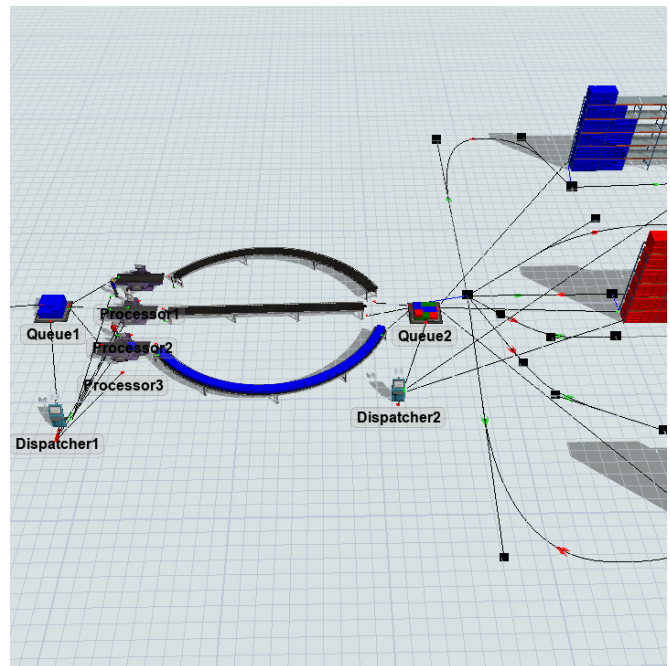 Processor1
Queue1
Queue2
Processor2
Processor3
Dispatcher2
Dispatcher1